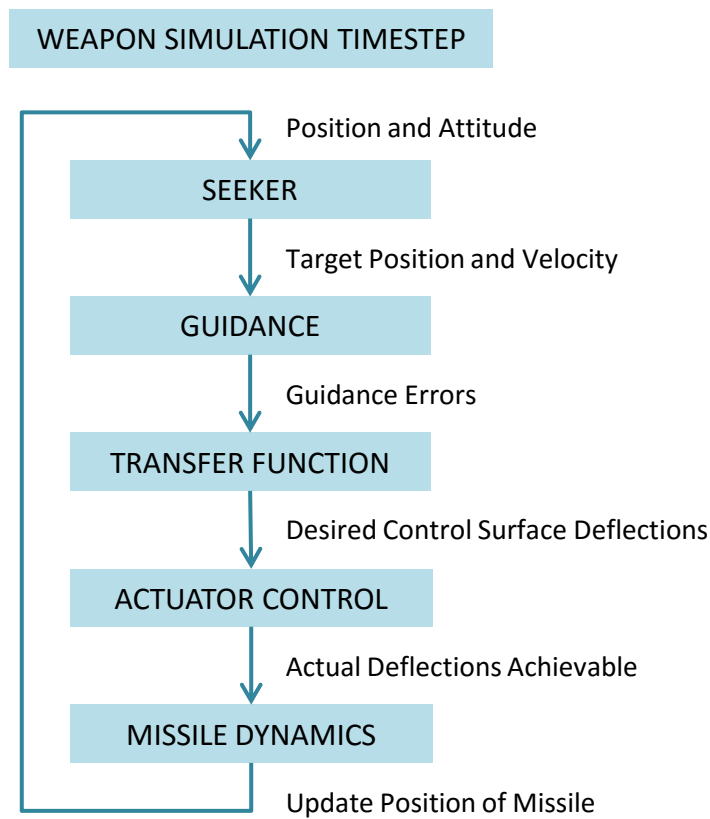 WEAPON SIMULATION TIMESTEP
Position and Attitude
SEEKER
Target Position and Velocity
GUIDANCE
Guidance Errors
TRANSFER FUNCTION
Desired Control Surface Deflections
ACTUATOR CONTROL
Actual Deflections Achievable
MISSILE DYNAMICS
Update Position of Missile